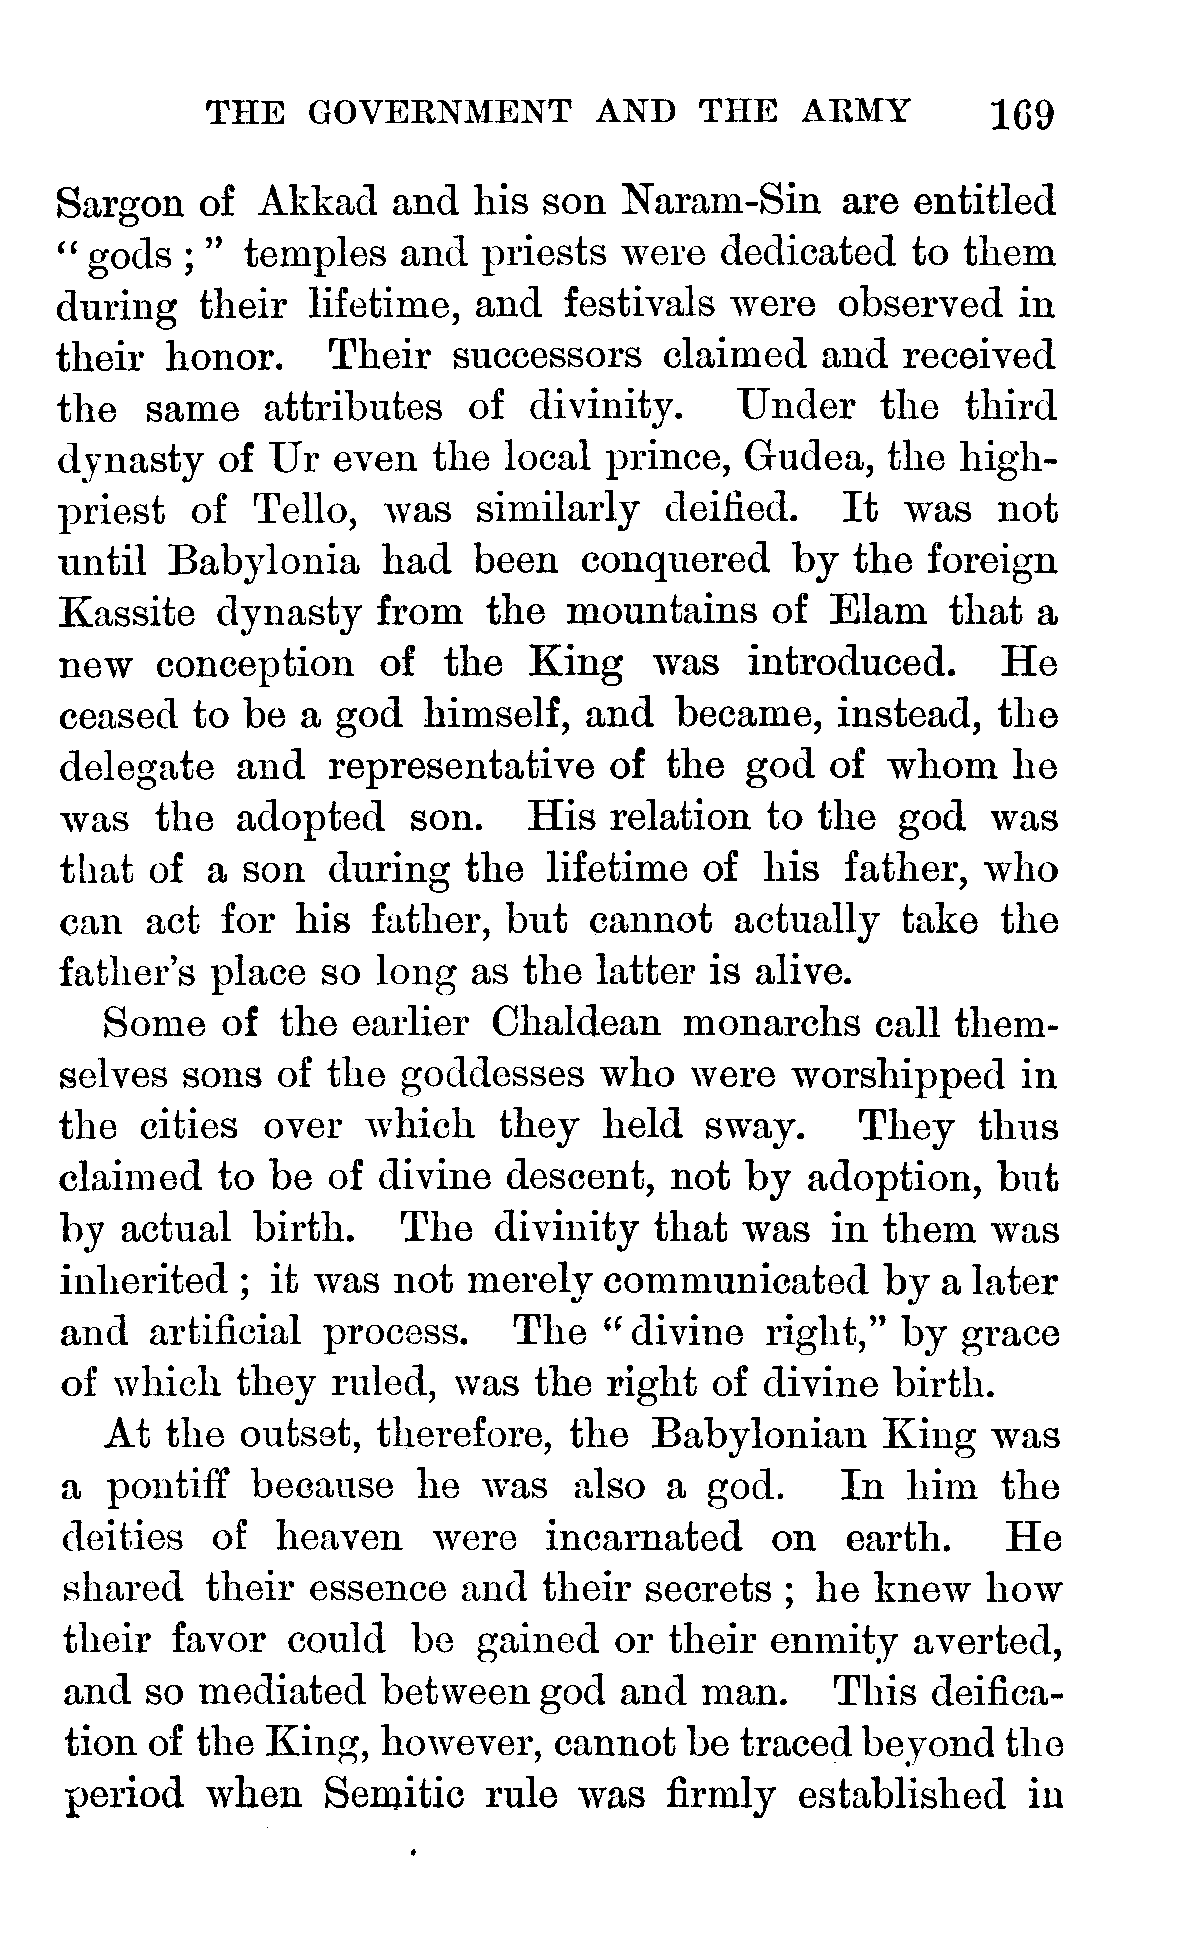 THE GOVERNMENT AND THE ARMY 169
Sargon of Akkad and his son Naram-Sin are entitled
“ gods ; ” temples and priests were dedicated to them
during their lifetime, and festivals were observed in
their honor. Their successors claimed and received
the same attributes of divinity. Under the third
dynasty of Ur even the local prince, Gudea, the high-
priest of Tello, was similarly deified. It was not
until Babylonia had been conquered by the foreign
Kassite dynasty from the mountains of Elam that a
new conception of the King was introduced. He
ceased to be a god himself, and became, instead, the
delegate and representative of the god of whom he
was the adopted son. His relation to the god was
that of a son during the lifetime of his father, who
can act for his father, but cannot actually take the
father’s place so long as the latter is alive.
Some of the earlier Chaldean monarchs call them-
selves sons of the goddesses who were worshipped in
the cities over which they held sway. They thus
claimed to be of divine descent, not by adoption, but
by actual birth. The divinity that was in them was
inherited ; it was not merely communicated by a later
and artificial process. The “ divine right,” by grace
of which they ruled, was the right of divine birth.
At the outset, therefore, the Babylonian King was
a pontiff because he was also a god. In him the
deities of heaven were incarnated on earth. He
shared their essence and their secrets ; he knew how
their favor could be gained or their enmity averted,
and so mediated between god and man. This deifica-
tion of the King, however, cannot be traced beyond the
period when Semitic rule was firmly established in